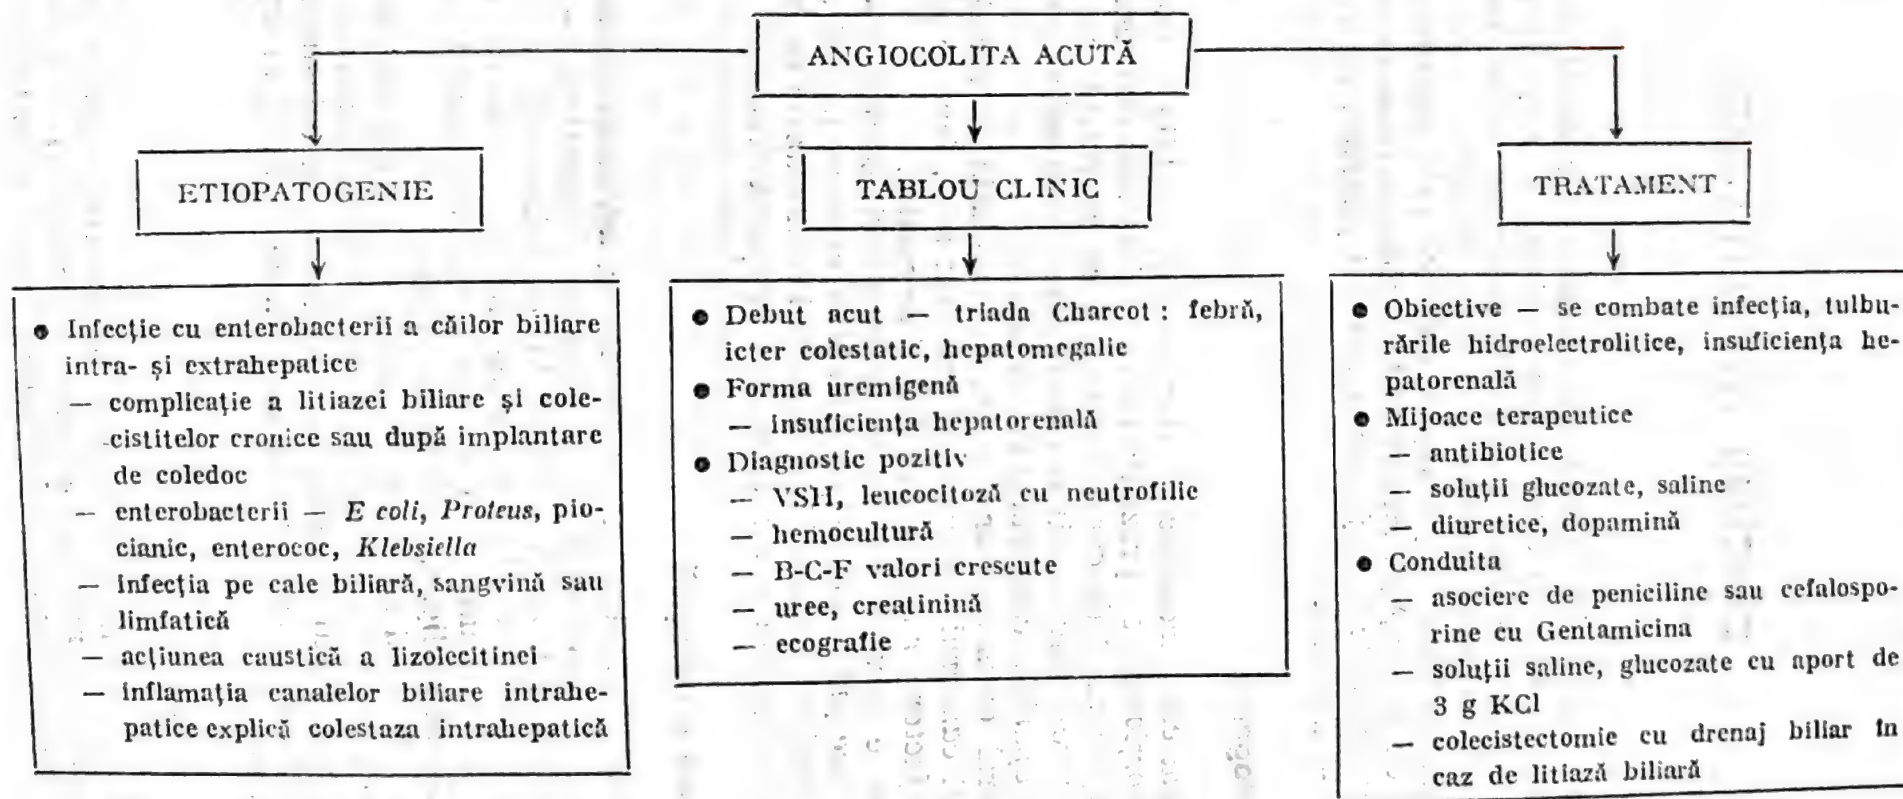 ANGIOCOLITA ACUTĂ
ETIOPATOGENIE
TABLOU CLINIC
TRATAMENT
● Infecție cu enterobacterii a căilor biliare
intra- și extrahepatice
— complicație a litiazei biliare și cole-
cistitelor cronice sau după implantare
de coledoc
— enterobacterii — E coli, Proteus, pio-
cianic, enterococ, Klebsiella
— infecția pe cale biliară, sangvină sau
limfatică
— acțiunea caustică a lizolecitinei
— inflamația canalelor biliare intrahe-
patice explică colestaza intrahepatică
● Debut acut — triada Charcot : febră,
icter colestatic, hepatomegalie
● Forma uremigenă
— insuficiența hepatorenală
● Diagnostic pozitiv
— VSH, leucocitoză cu neutrofilie
— hemocultură
— B-C-F valori crescute
— uree, creatinină
— ecografie
● Obiective — se combate infecția, tulbu-
rările hidroelectrolitice, insuficiența he-
patorenală
● Mijoace terapeutice
— antibiotice
— soluții glucozate, saline
— diuretice, dopamină
● Conduita
— asociere de peniciline sau cefalospo-
rine cu Gentamicina
— soluții saline, glucozate cu aport de
3 g KCl
— colecistectomie cu drenaj biliar în
caz de litiază biliară